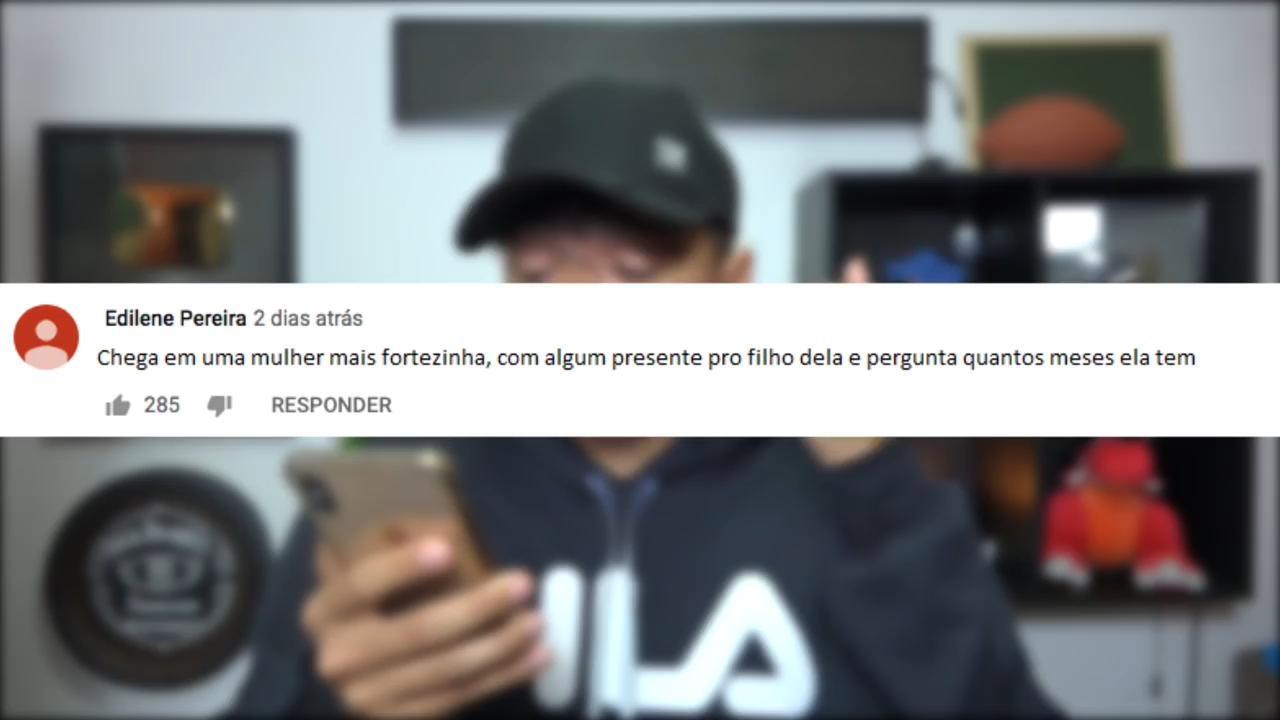 Edilene Pereira 2 dias atrás
Chega em uma mulher mais fortezinha, com algum presente pro filho dela e pergunta quantos meses ela tem
285 RESPONDER
ILA